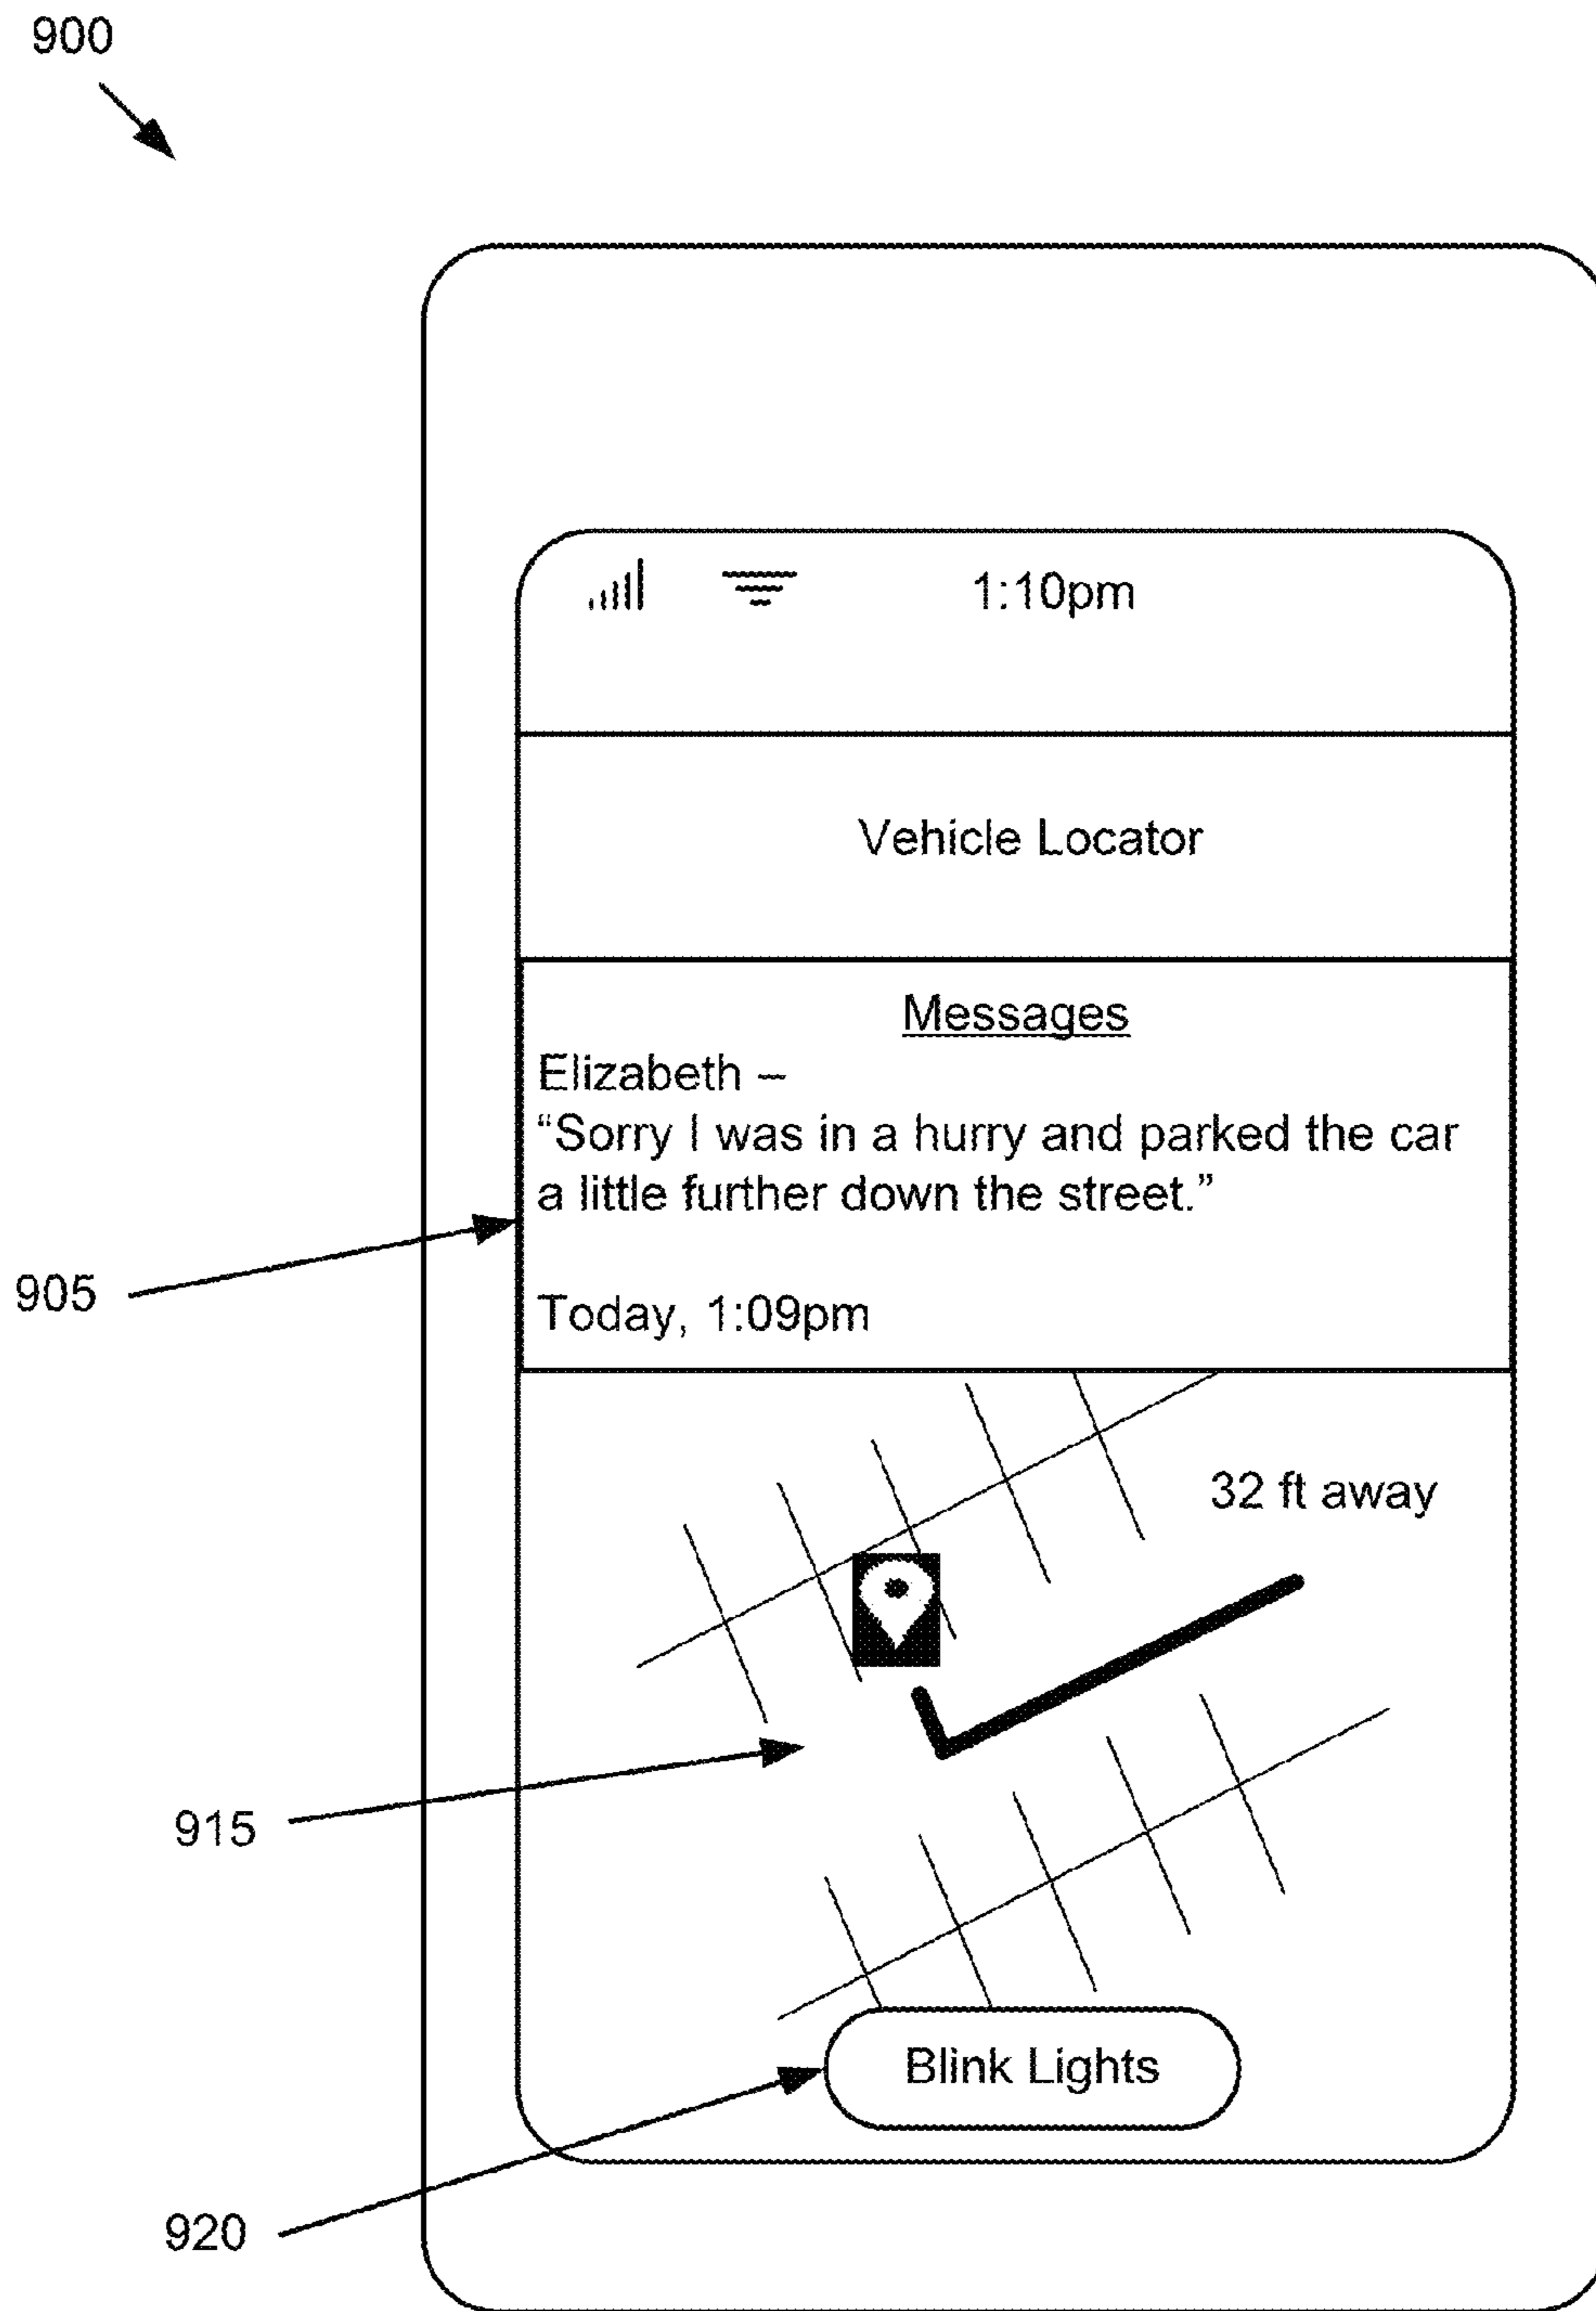 900
1:10pm
Vehicle Locator
Messages
Elizabeth –
“Sorry I was in a hurry and parked the car
a little further down the street.”
905
Today, 1:09pm
32 ft away
915
Blink Lights
920